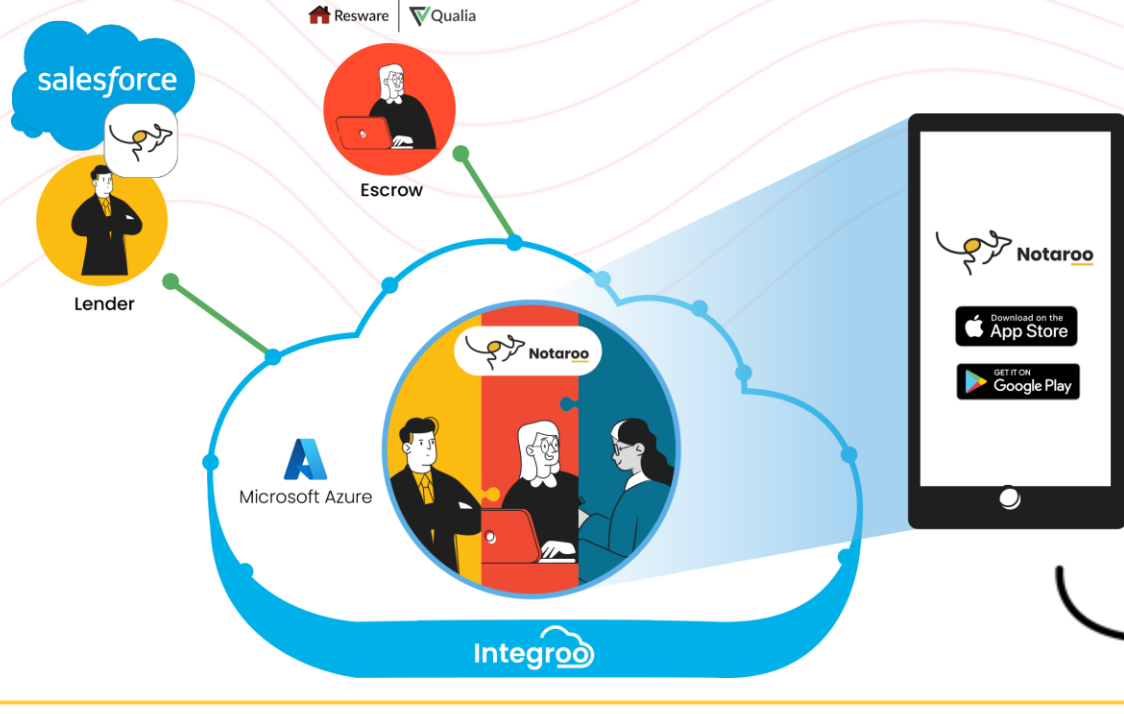 Resware
Qualia
salesforce
Escrow
Lender
Notaroo
Download on the
App Store
GET IT ON
Google Play
Notaroo
Microsoft Azure
Integroo